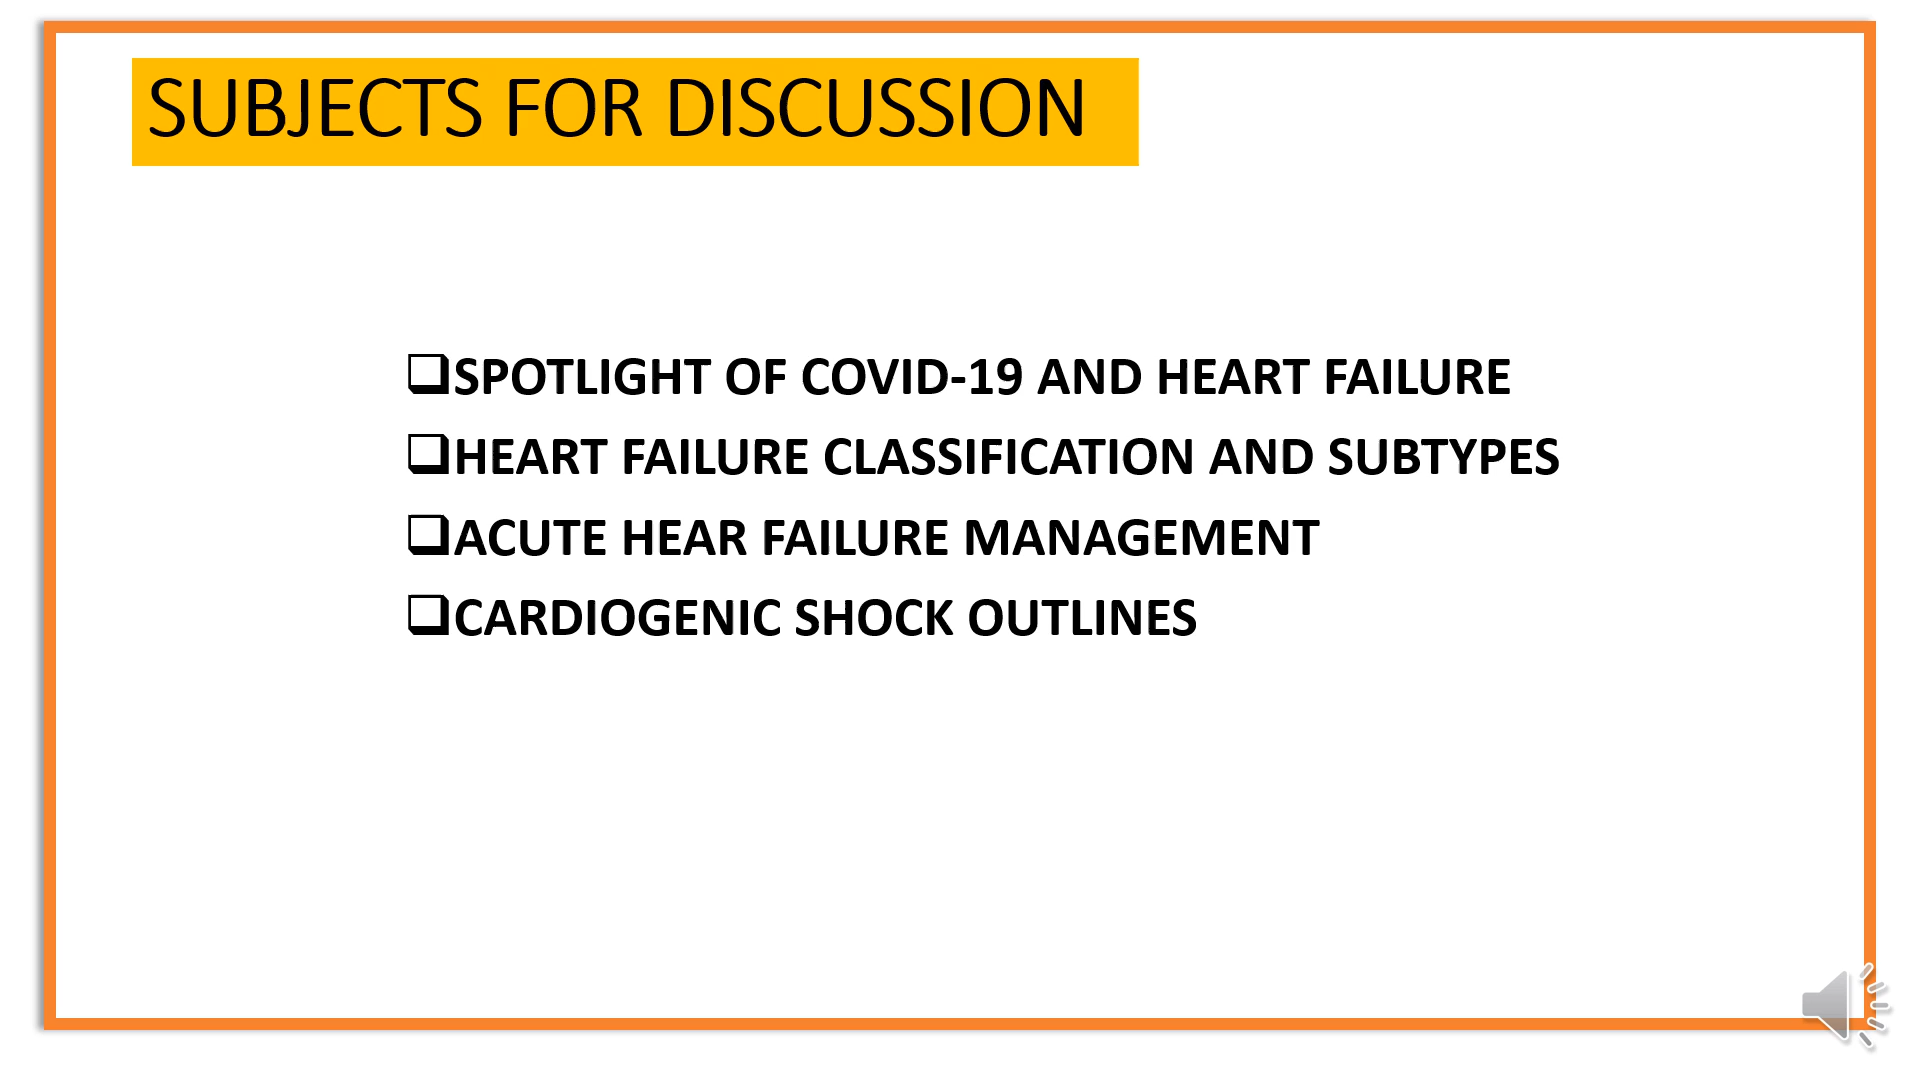 SUBJECTS FOR DISCUSSION
❑SPOTLIGHT OF COVID-19 AND HEART FAILURE
❑HEART FAILURE CLASSIFICATION AND SUBTYPES
❑ACUTE HEAR FAILURE MANAGEMENT
❑CARDIOGENIC SHOCK OUTLINES